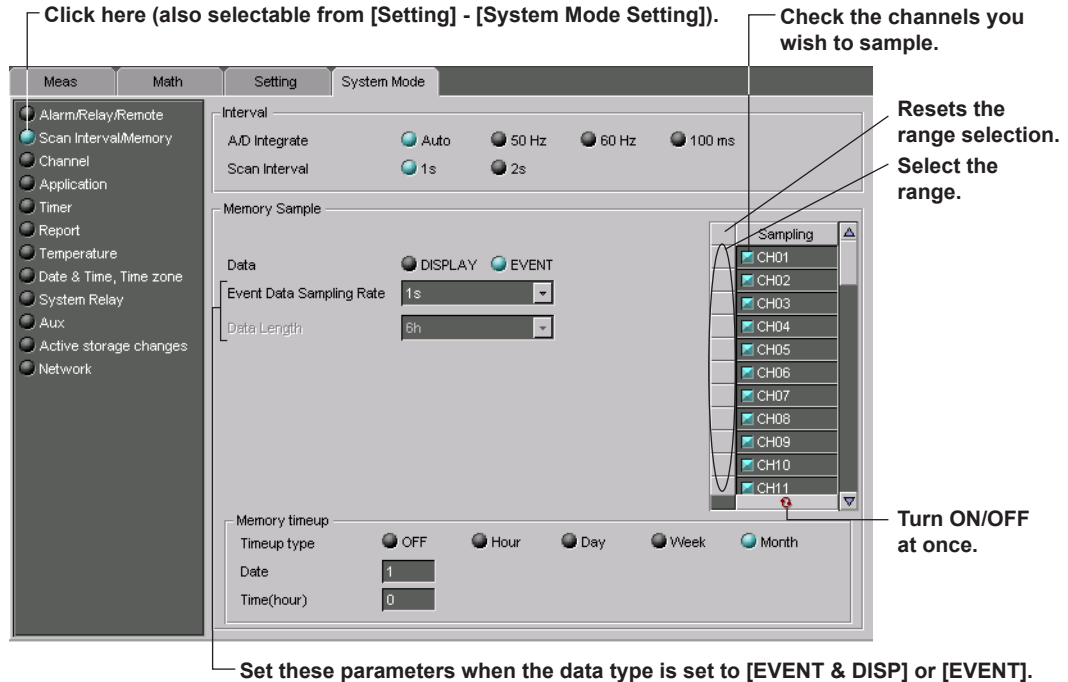 Click here (also selectable from [Setting] - [System Mode Setting]).
Check the channels you
wish to sample.
Meas Math Setting System Mode
Alarm/Relay/Remote
Scan Interval/Memory
Channel
Application
Timer
Report
Temperature
Date & Time, Time zone
System Relay
Aux
Active storage changes
Network
Interval
A/D Integrate Auto 50 Hz 60 Hz 100 ms
Scan Interval 1s 2s
Memory Sample
Data DISPLAY EVENT
Event Data Sampling Rate 1s
Data Length 6h
Sampling
CH01
CH02
CH03
CH04
CH05
CH06
CH07
CH08
CH09
CH10
CH11
Memory timeup
Timeup type OFF Hour Day Week Month
Date 1
Time(hour) 0
Resets the
range selection.
Select the
range.
Turn ON/OFF
at once.
Set these parameters when the data type is set to [EVENT & DISP] or [EVENT].